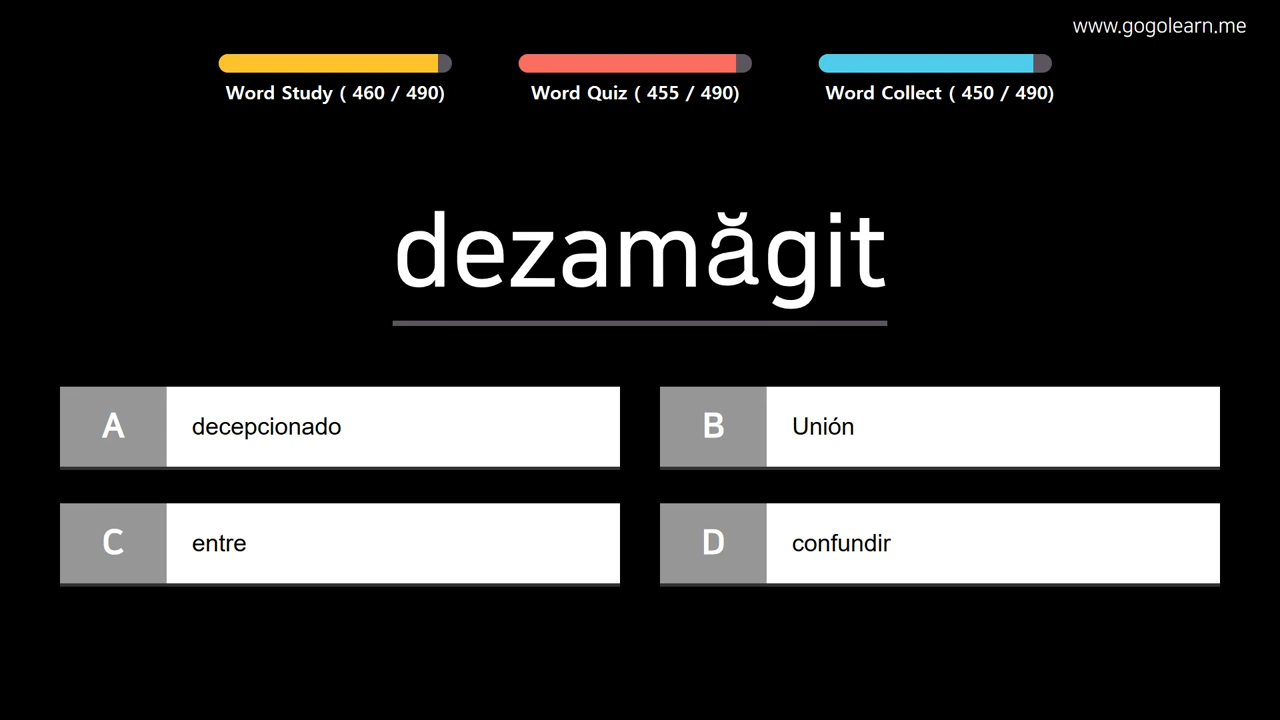 www.gogolearn.me
Word Study ( 460 / 490)
Word Quiz ( 455 / 490)
Word Collect ( 450 / 490)
dezamăgit
A decepcionado
B Unión
C entre
D confundir